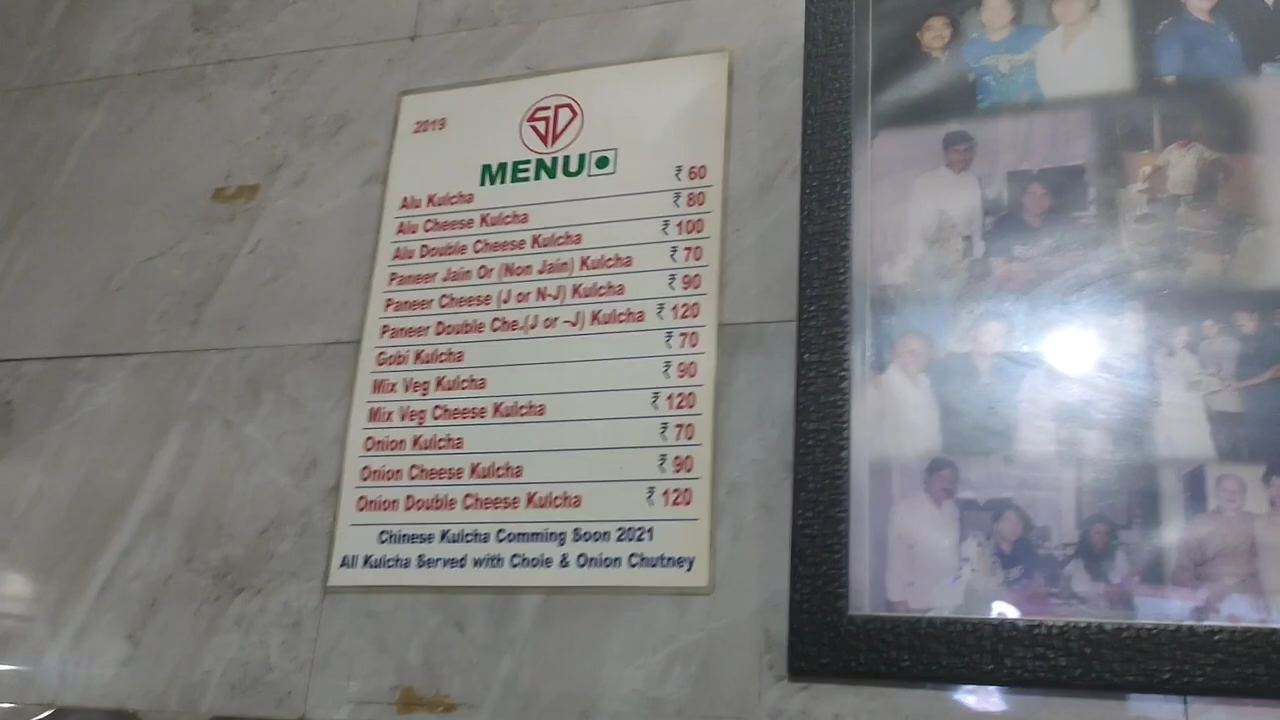 2019
SD
MENU
Alu Kulcha ₹ 60
Alu Cheese Kulcha ₹ 80
Alu Double Cheese Kulcha ₹ 100
Paneer Jain Or (Non Jain) Kulcha ₹ 70
Paneer Cheese (J or N-J) Kulcha ₹ 90
Paneer Double Che.(J or –J) Kulcha ₹ 120
Gobi Kulcha ₹ 70
Mix Veg Kulcha ₹ 90
Mix Veg Cheese Kulcha ₹ 120
Onion Kulcha ₹ 70
Onion Cheese Kulcha ₹ 90
Onion Double Cheese Kulcha ₹ 120
Chinese Kulcha Comming Soon 2021
All Kulcha Served with Chole & Onion Chutney